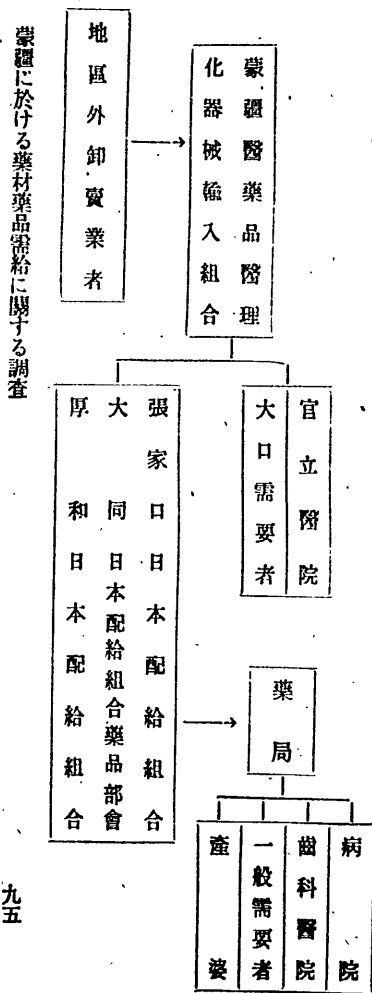 地區外卸賣業者
蒙疆醫藥品醫理
化器械輸入組合
官立醫院
大口需要者
張家口日本配給組合
大同日本配給組合藥品部會
厚和日本配給組合
藥局
病院
齒科醫院
一般需要者
產婆
蒙疆に於ける藥材藥品需給に關する調査
九五